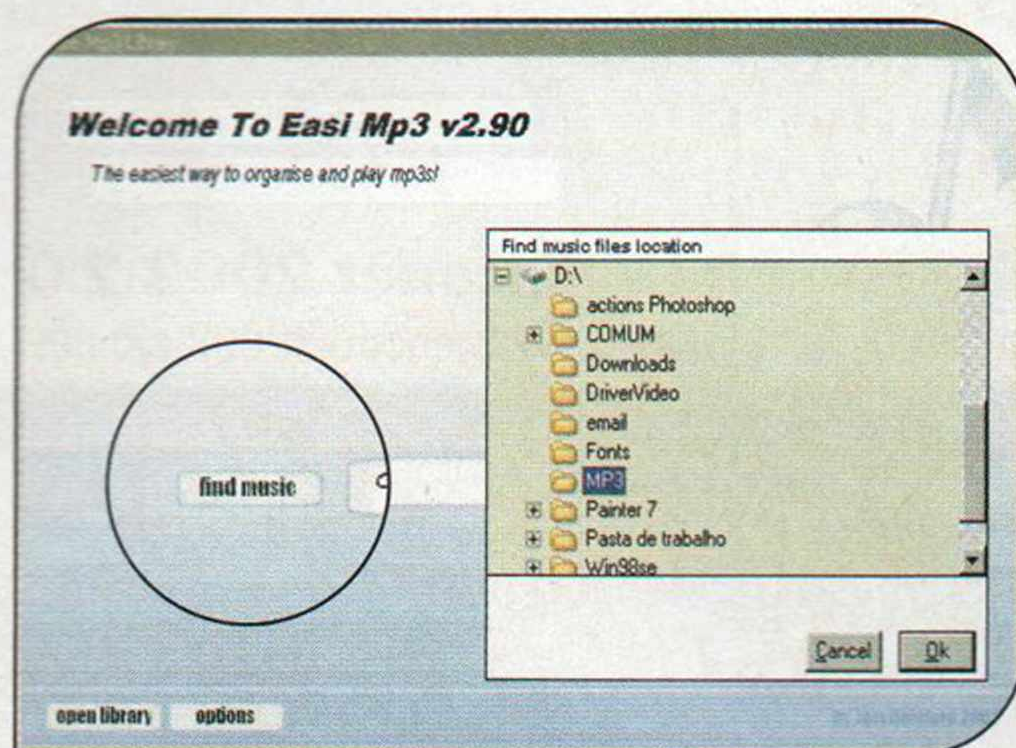 Welcome To Easi Mp3 v2.90
The easiest way to organise and play mp3s!
Find music files location
D:\
actions Photoshop
COMUM
Downloads
DriverVideo
email
Fonts
MP3
Painter 7
Pasta de trabalho
Win98se
find music
Cancel
Ok
open library
options